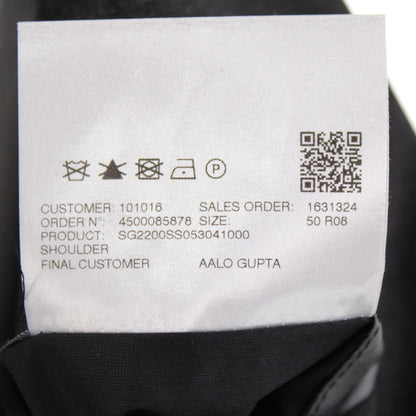 P
CUSTOMER: 101016 SALES ORDER: 1631324
ORDER N°: 4500085878 SIZE: 50 R08
PRODUCT: SG2200SS053041000
SHOULDER
FINAL CUSTOMER AALO GUPTA